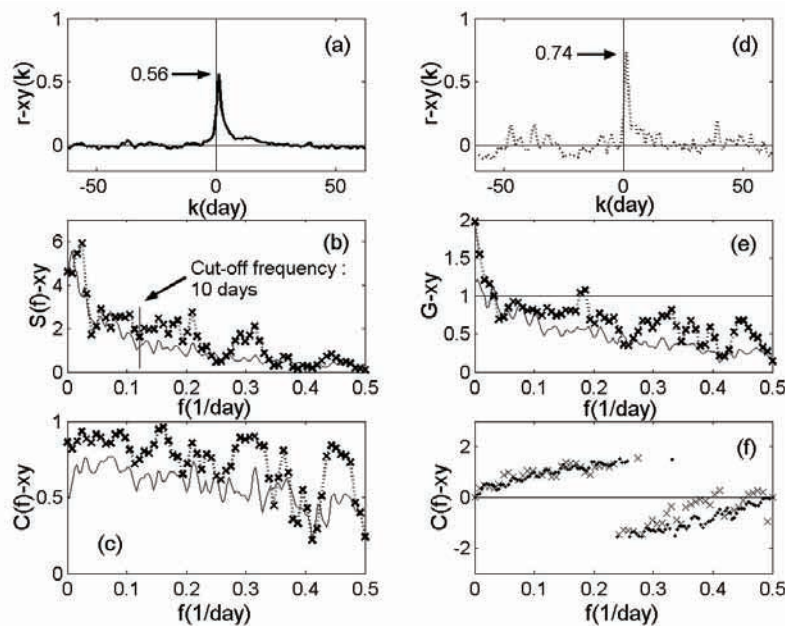 1
(a)
0.56
r-xy(k)
0.5
0
-50 0 50
k(day)
1
(d)
0.74
r-xy(k)
0.5
0
-50 0 50
k(day)
6
(b)
Cut-off frequency :
10 days
S(f)-xy
4
2
0
0 0.1 0.2 0.3 0.4 0.5
f(1/day)
2
(e)
1.5
G-xy
1
0.5
0
0 0.1 0.2 0.3 0.4 0.5
f(1/day)
1
C(f)-xy
0.5
(c)
0
0 0.1 0.2 0.3 0.4 0.5
f(1/day)
(f)
2
C(f)-xy
0
-2
0 0.1 0.2 0.3 0.4 0.5
f(1/day)